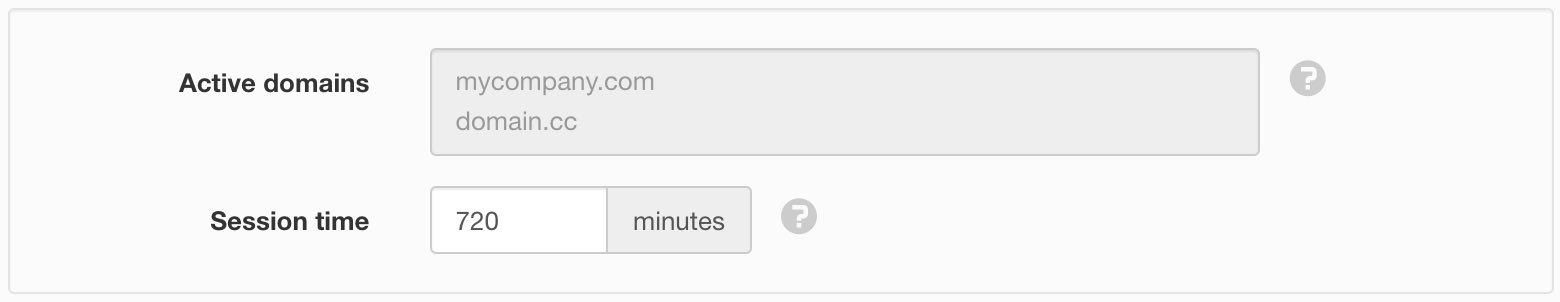 Active domains
mycompany.com
domain.cc
?
Session time
720
minutes
?